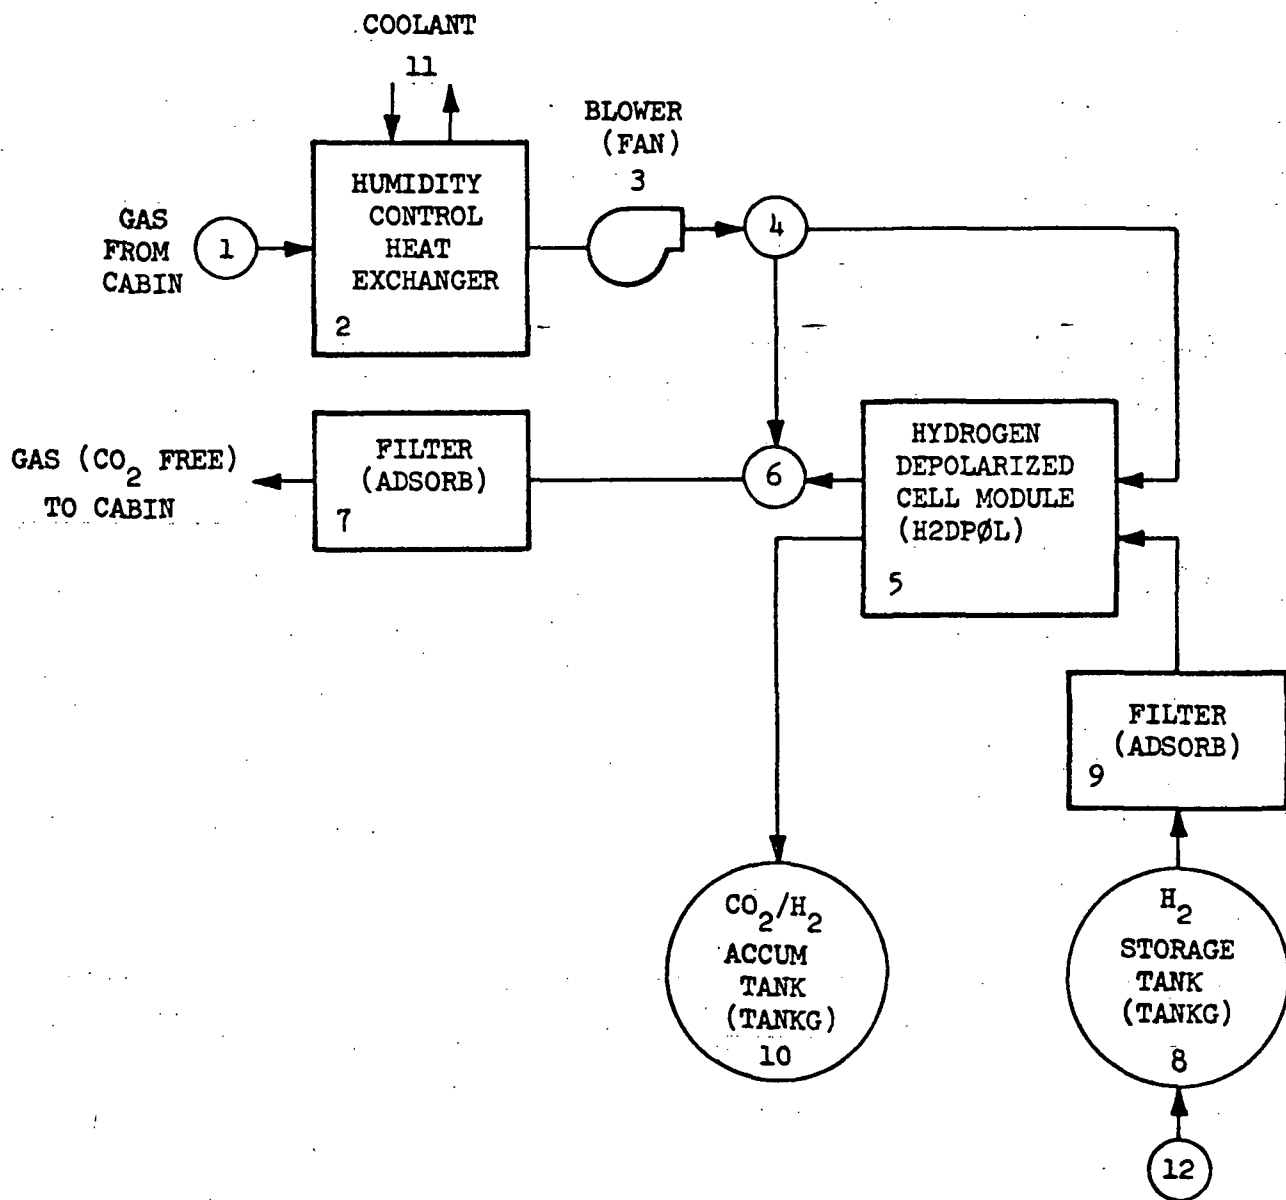 COOLANT
11
BLOWER
(FAN)
3
GAS
FROM
CABIN
1
HUMIDITY
CONTROL
HEAT
EXCHANGER
2
4
GAS (CO2 FREE)
TO CABIN
FILTER
(ADSORB)
7
6
HYDROGEN
DEPOLARIZED
CELL MODULE
(H2DPØL)
5
FILTER
(ADSORB)
9
CO2/H2
ACCUM
TANK
(TANKG)
10
H2
STORAGE
TANK
(TANKG)
8
12